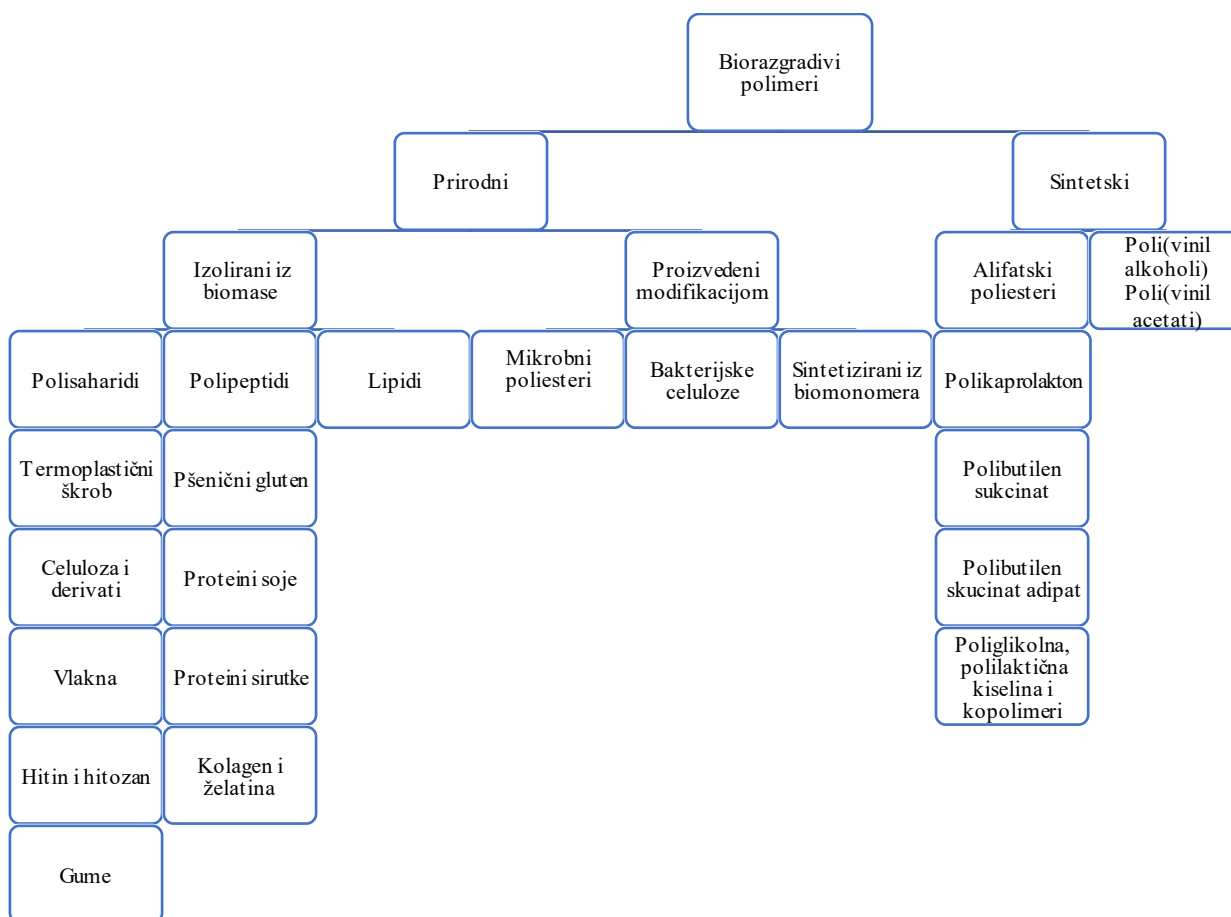 Biorazgradivi
polimeri
Prirodni
Sintetski
Izolirani iz
biomase
Proizvedeni
modifikacijom
Alifatski
poliesteri
Poli(vinil
alkoholi)
Poli(vinil
acetati)
Polisaharidi
Polipeptidi
Lipidi
Mikrobni
poliesteri
Bakterijske
celuloze
Sintetizirani iz
biomonomera
Polikaprolakton
Termoplastični
škrob
Pšenični gluten
Polibutilen
sukcinat
Celuloza i
derivati
Proteini soje
Polibutilen
skucinat adipat
Vlakna
Proteini sirutke
Poliglikolna,
polilaktična
kiselina i
kopolimeri
Hitin i hitozan
Kolagen i
želatina
Gume